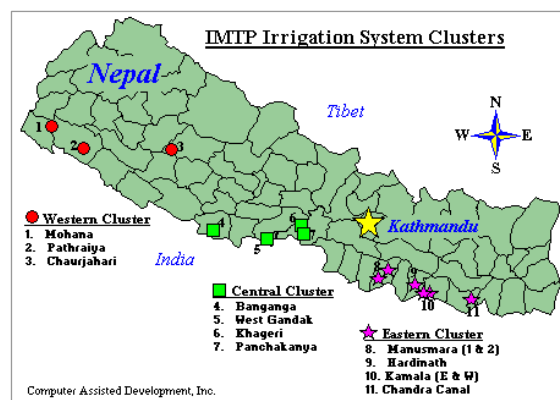 IMTP Irrigation System Clusters
Nepal
Tibet
N
W E
S
1
2
3
Kathmandu
India
4
5
6
7
7
8
9
10
11
Western Cluster
1. Mohana
2. Pathraiya
3. Chaurjahari
Central Cluster
4. Banganga
5. West Gandak
6. Khageri
7. Panchakanya
Eastern Cluster
8. Manusmara (1 & 2)
9. Hardinath
10. Kamala (E & W)
11. Chandra Canal
Computer Assisted Development, Inc.